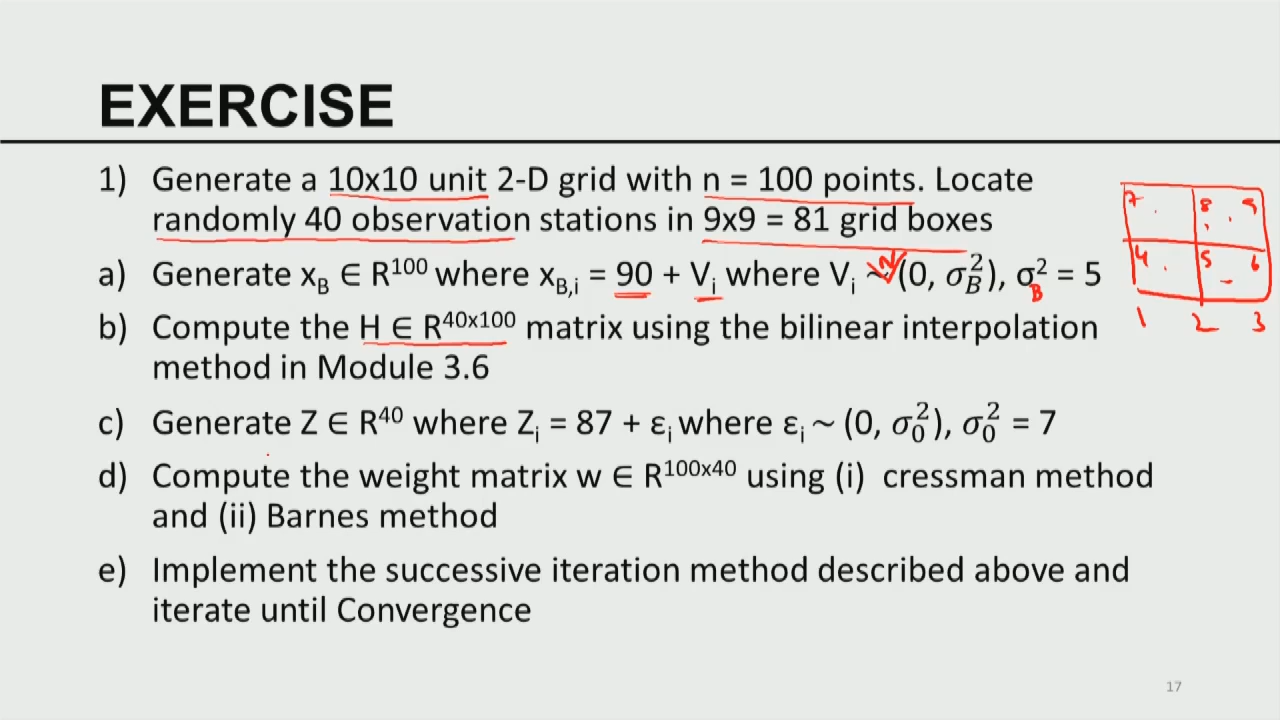 EXERCISE
1) Generate a 10x10 unit 2-D grid with n = 100 points. Locate
randomly 40 observation stations in 9x9 = 81 grid boxes
a) Generate x_B ∈ R^100 where x_B,i = 90 + V_i where V_i ~ N (0, σ_B^2), σ_B^2 = 5
b) Compute the H ∈ R^40x100 matrix using the bilinear interpolation
method in Module 3.6
c) Generate Z ∈ R^40 where Z_i = 87 + ε_i where ε_i ~ (0, σ_0^2), σ_0^2 = 7
d) Compute the weight matrix w ∈ R^100x40 using (i) cressman method
and (ii) Barnes method
e) Implement the successive iteration method described above and
iterate until Convergence
7 8 9
4 5 6
1 2 3
17